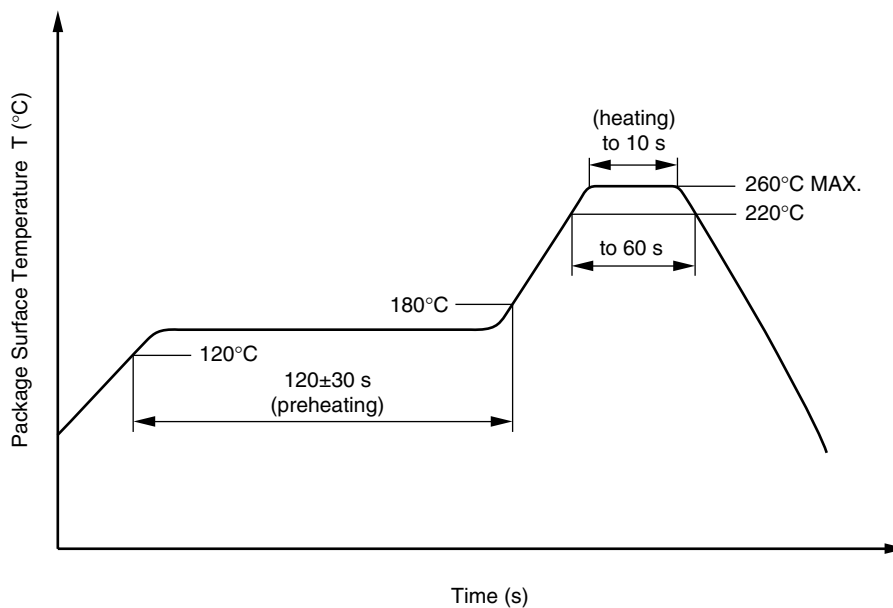 Package Surface Temperature T (°C)
(heating)
to 10 s
260°C MAX.
220°C
to 60 s
180°C
120°C
120±30 s
(preheating)
Time (s)